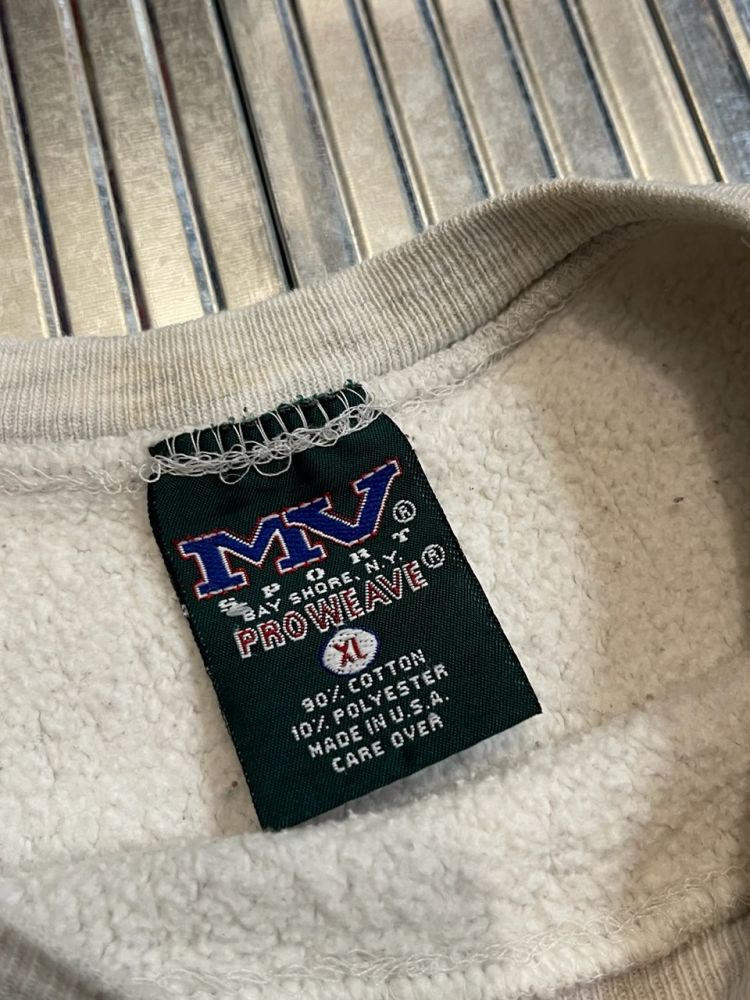 MV®
SPORT
BAY SHORE, N.Y.
PROWEAVE®
XL
90% COTTON
10% POLYESTER
MADE IN U.S.A.
CARE OVER